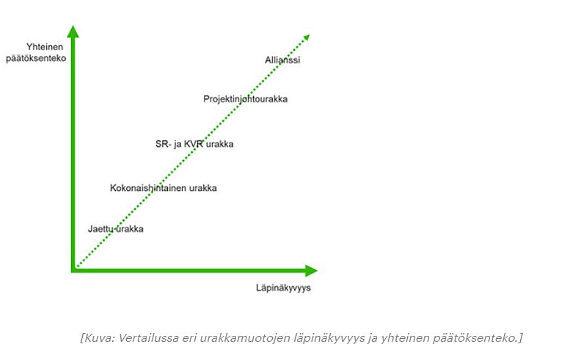 Yhteinen
päätöksenteko
Allianssi
Projektinjohtourakka
SR- ja KVR urakka
Kokonaishintainen urakka
Jaettu urakka
Läpinäkyvyys
[Kuva: Vertailussa eri urakkamuotojen läpinäkyvyys ja yhteinen päätöksenteko.]